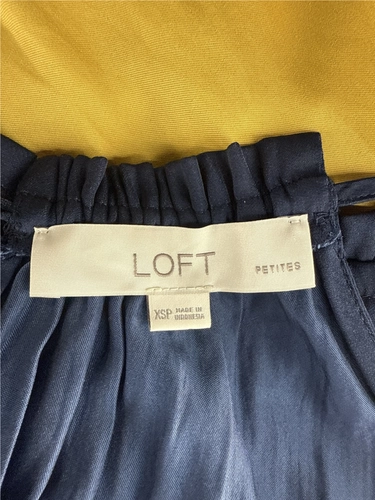 LOFT
PETITES
XSP MADE IN
INDONESIA